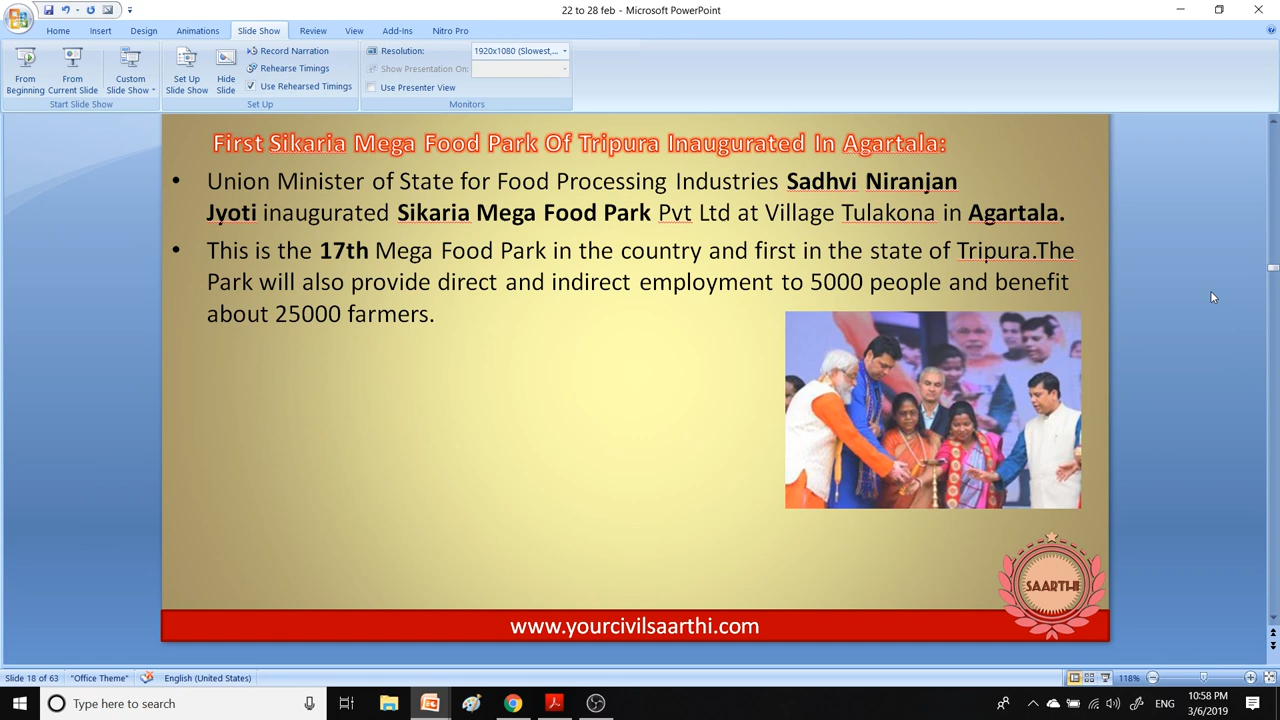 22 to 28 feb - Microsoft PowerPoint
Home Insert Design Animations Slide Show Review View Add-Ins Nitro Pro
From Beginning
From Current Slide
Custom Slide Show
Start Slide Show
Set Up Slide Show
Hide Slide
Record Narration
Rehearse Timings
Use Rehearsed Timings
Set Up
Resolution: 1920x1080 (Slowest,...
Show Presentation On:
Use Presenter View
Monitors
First Sikaria Mega Food Park Of Tripura Inaugurated In Agartala:
• Union Minister of State for Food Processing Industries Sadhvi Niranjan
Jyoti inaugurated Sikaria Mega Food Park Pvt Ltd at Village Tulakona in Agartala.
• This is the 17th Mega Food Park in the country and first in the state of Tripura.The
Park will also provide direct and indirect employment to 5000 people and benefit
about 25000 farmers.
SAARTHI
www.yourcivilsaarthi.com
Slide 18 of 63 "Office Theme" English (United States) 118%
Type here to search
ENG
10:58 PM
3/6/2019